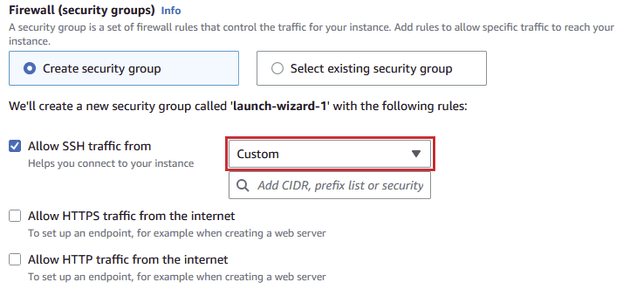 Firewall (security groups) Info
A security group is a set of firewall rules that control the traffic for your instance. Add rules to allow specific traffic to reach your
instance.
Create security group
Select existing security group
We'll create a new security group called 'launch-wizard-1' with the following rules:
Allow SSH traffic from
Helps you connect to your instance
Custom
Add CIDR, prefix list or security
Allow HTTPS traffic from the internet
To set up an endpoint, for example when creating a web server
Allow HTTP traffic from the internet
To set up an endpoint, for example when creating a web server